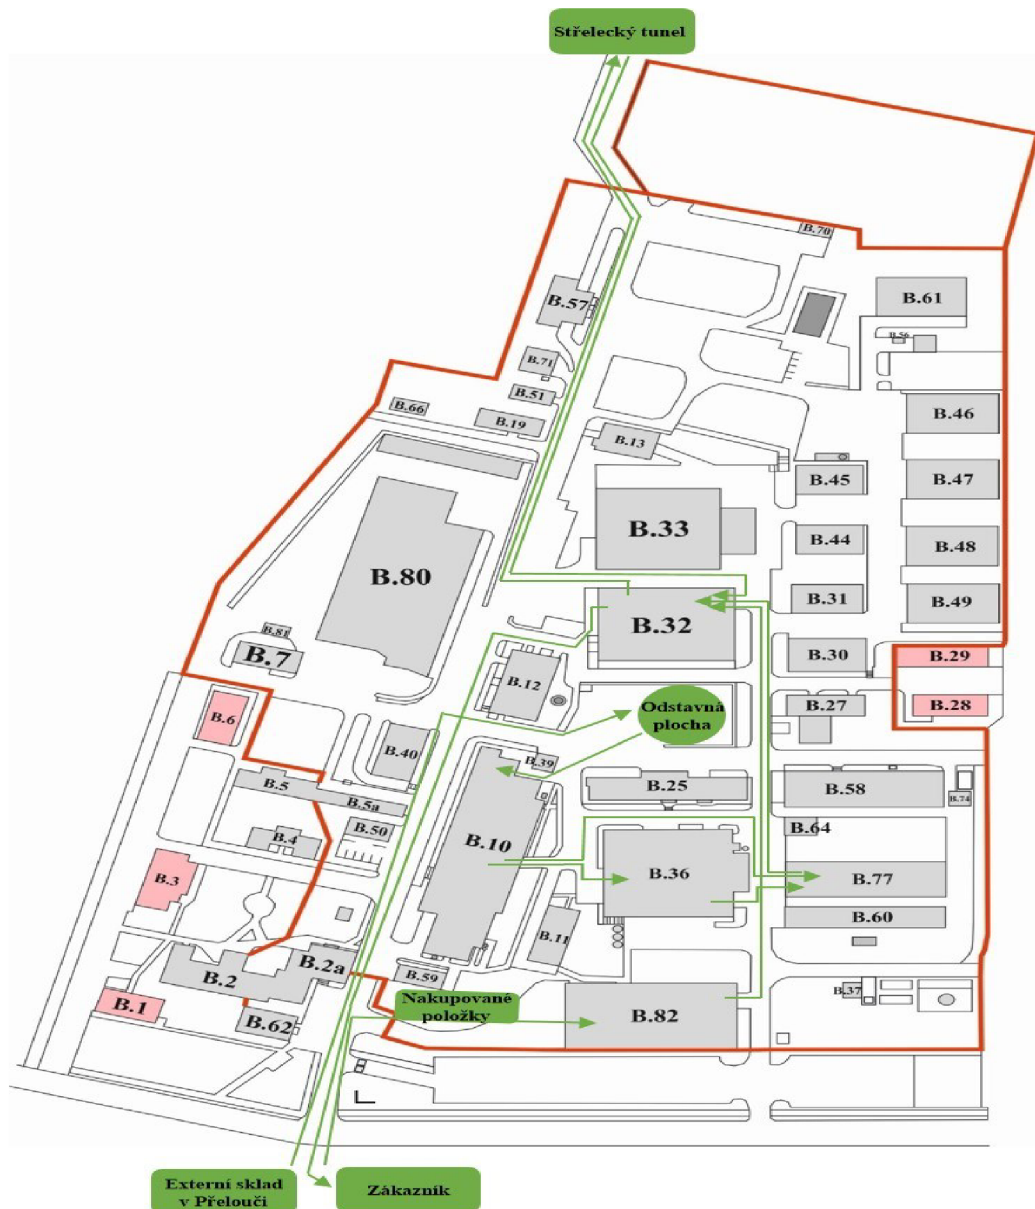 Střelecký tunel
B.70
B.57
B.61
B.56
B.71
B.51
B.66
B.19
B.46
B.13
B.45
B.47
B.33
B.44
B.48
B.80
B.31
B.49
B.32
B.81
B.7
B.30
B.29
B.12
B.6
Odstavná
plocha
B.27
B.28
B.40
B.39
B.5
B.25
B.58
B.5a
B.74
B.50
B.64
B.4
B.10
B.36
B.3
B.77
B.60
B.11
B.2a
B.2
B.59
B.37
B.1
Nakupované
položky
B.62
B.82
Externí sklad
v Přelouči
Zákazník